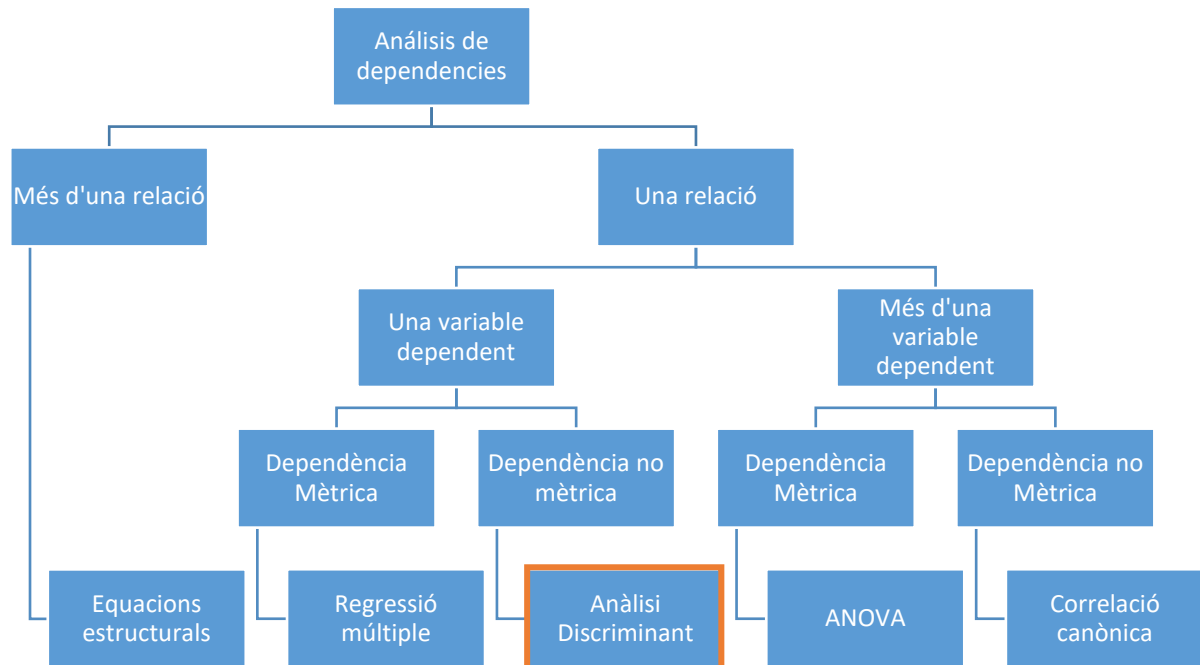 Análisis de
dependencies
Més d'una relació
Una relació
Una variable
dependent
Més d'una
variable
dependent
Dependència
Mètrica
Dependència no
mètrica
Dependència
Mètrica
Dependència no
Mètrica
Equacions
estructurals
Regressió
múltiple
Anàlisi
Discriminant
ANOVA
Correlació
canònica